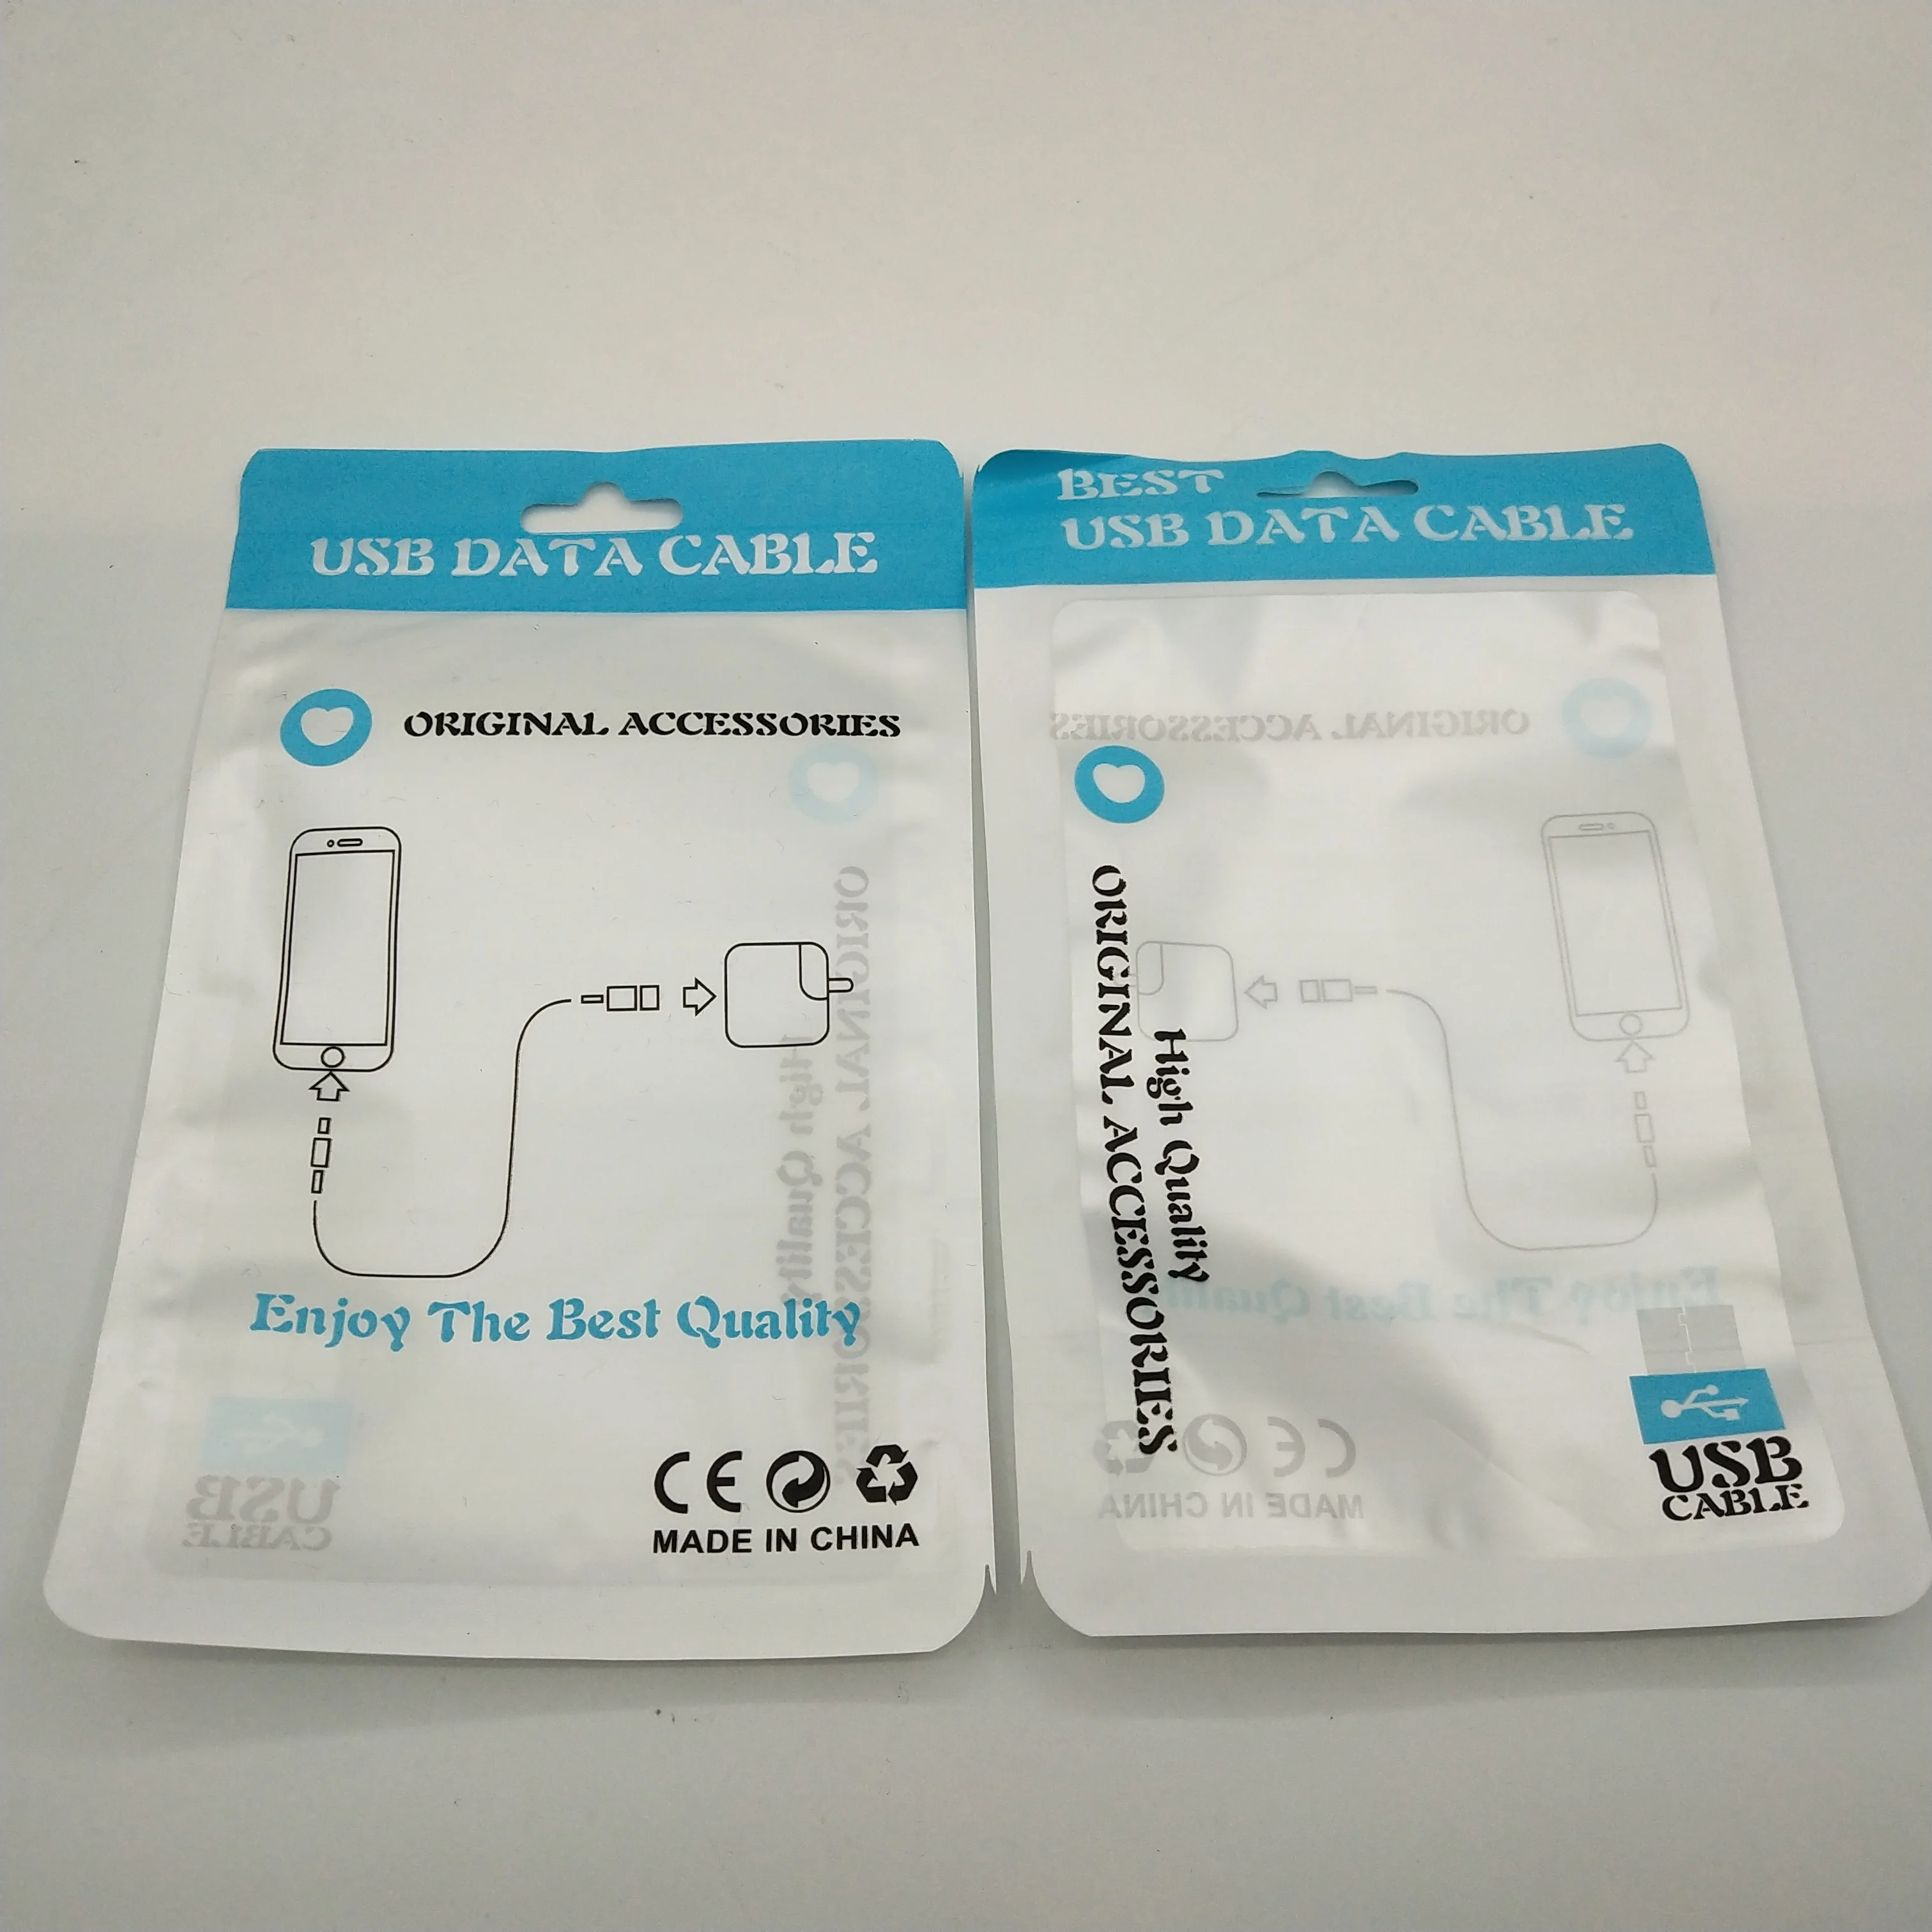 USB DATA CABLE
ORIGINAL ACCESSORIES
Enjoy The Best Quality
CE
MADE IN CHINA
BEST
USB DATA CABLE
ORIGINAL ACCESSORIES
High Quality
USB
CABLE